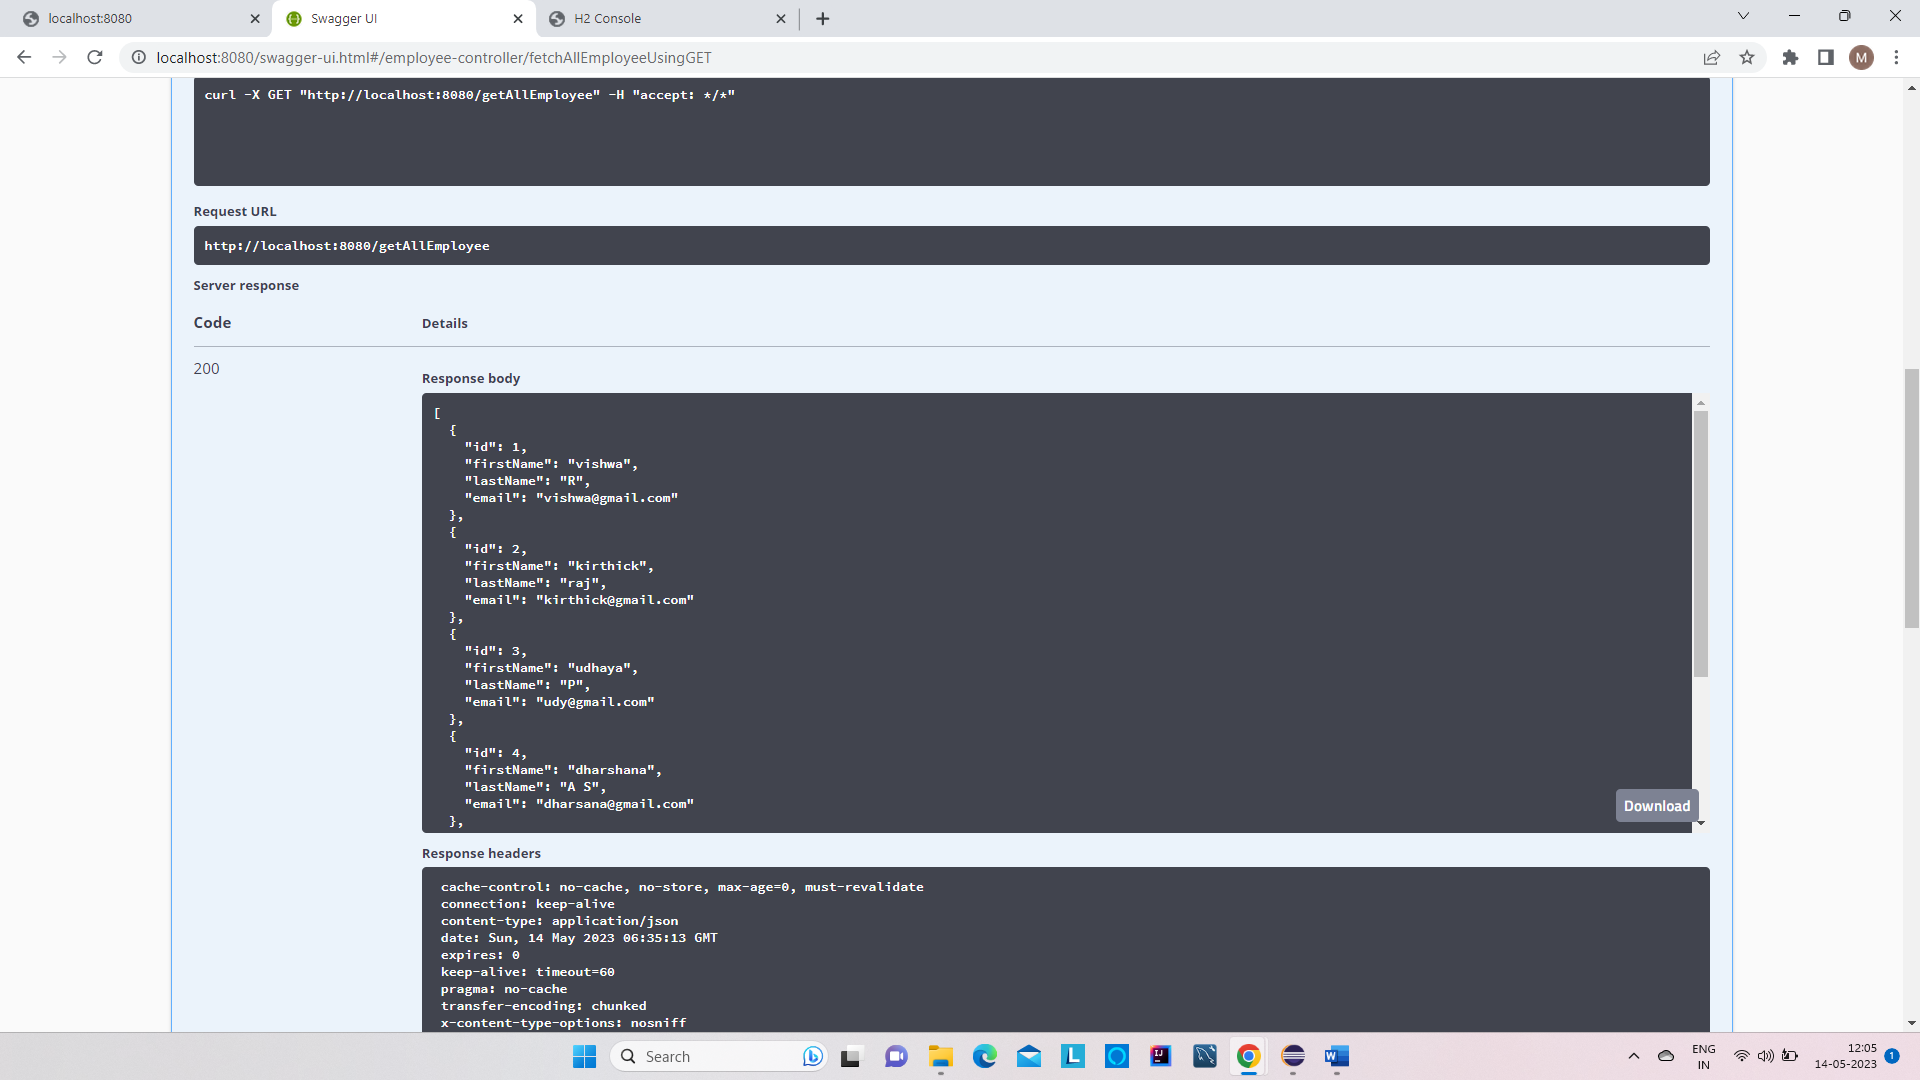 localhost:8080
Swagger UI
H2 Console
localhost:8080/swagger-ui.html#/employee-controller/fetchAllEmployeeUsingGET
M
curl -X GET "http://localhost:8080/getAllEmployee" -H "accept: */*"
Request URL
http://localhost:8080/getAllEmployee
Server response
Code Details
200
Response body
[
  {
    "id": 1,
    "firstName": "vishwa",
    "lastName": "R",
    "email": "vishwa@gmail.com"
  },
  {
    "id": 2,
    "firstName": "kirthick",
    "lastName": "raj",
    "email": "kirthick@gmail.com"
  },
  {
    "id": 3,
    "firstName": "udhaya",
    "lastName": "P",
    "email": "udy@gmail.com"
  },
  {
    "id": 4,
    "firstName": "dharshana",
    "lastName": "A S",
    "email": "dharsana@gmail.com"
  },
Download
Response headers
cache-control: no-cache, no-store, max-age=0, must-revalidate
connection: keep-alive
content-type: application/json
date: Sun, 14 May 2023 06:35:13 GMT
expires: 0
keep-alive: timeout=60
pragma: no-cache
transfer-encoding: chunked
x-content-type-options: nosniff
Search
L
IJ
W
ENG
IN
12:05
14-05-2023
1